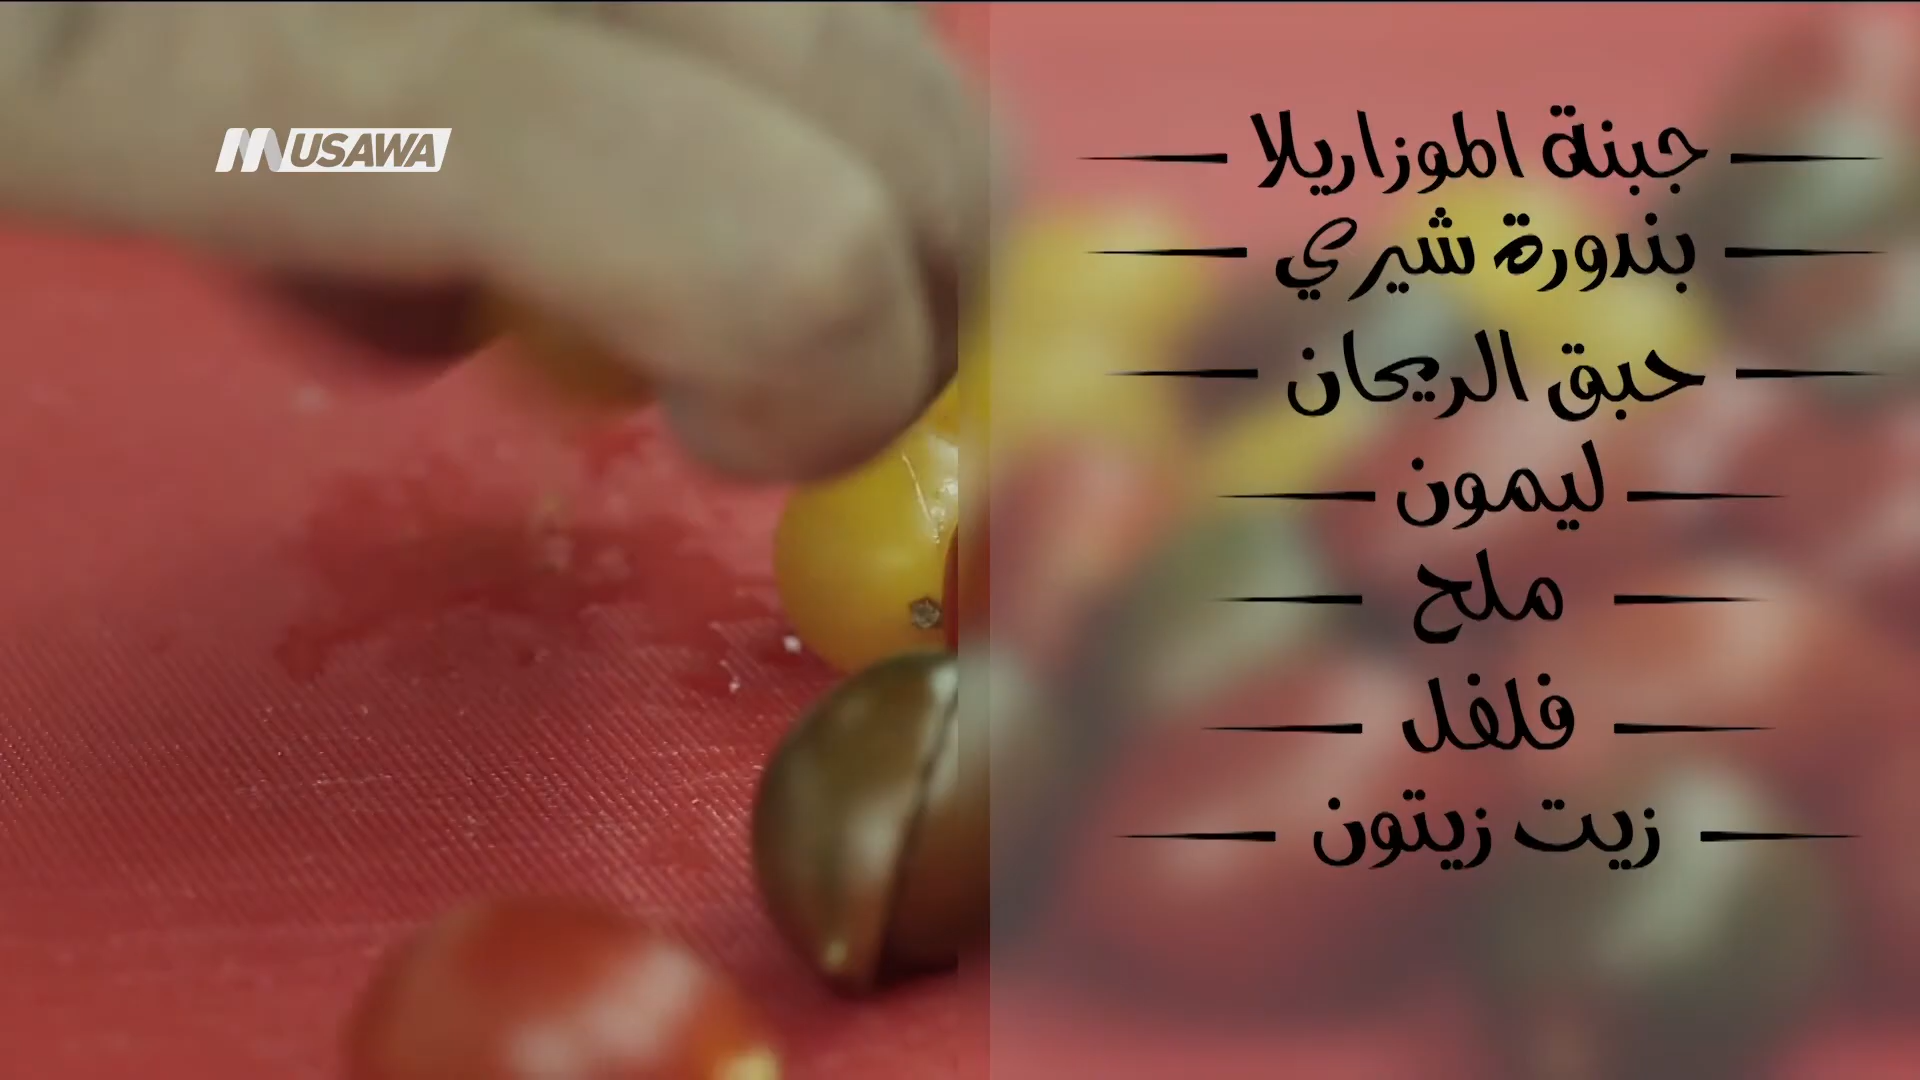 MUSAWA
جبنة الموزاريلا
بندورة شيري
حبق الريحان
ليمون
ملح
فلفل
زيت زيتون